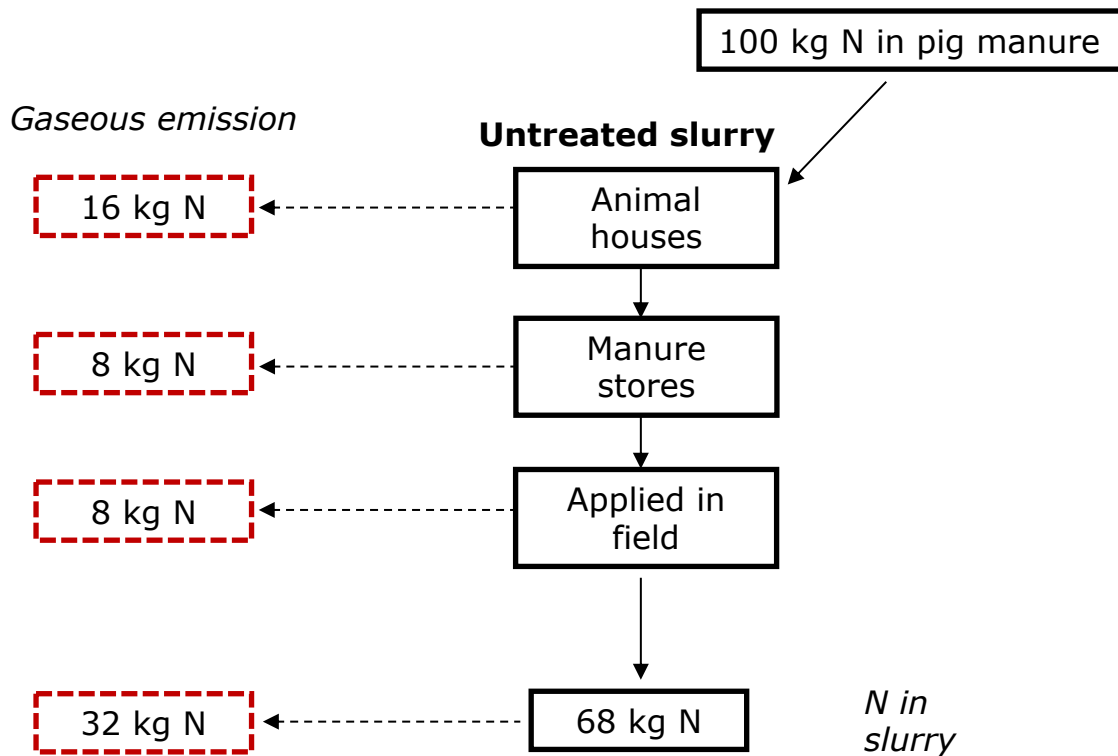 100 kg N in pig manure
Gaseous emission
Untreated slurry
16 kg N
Animal
houses
8 kg N
Manure
stores
8 kg N
Applied in
field
32 kg N
68 kg N
N in
slurry